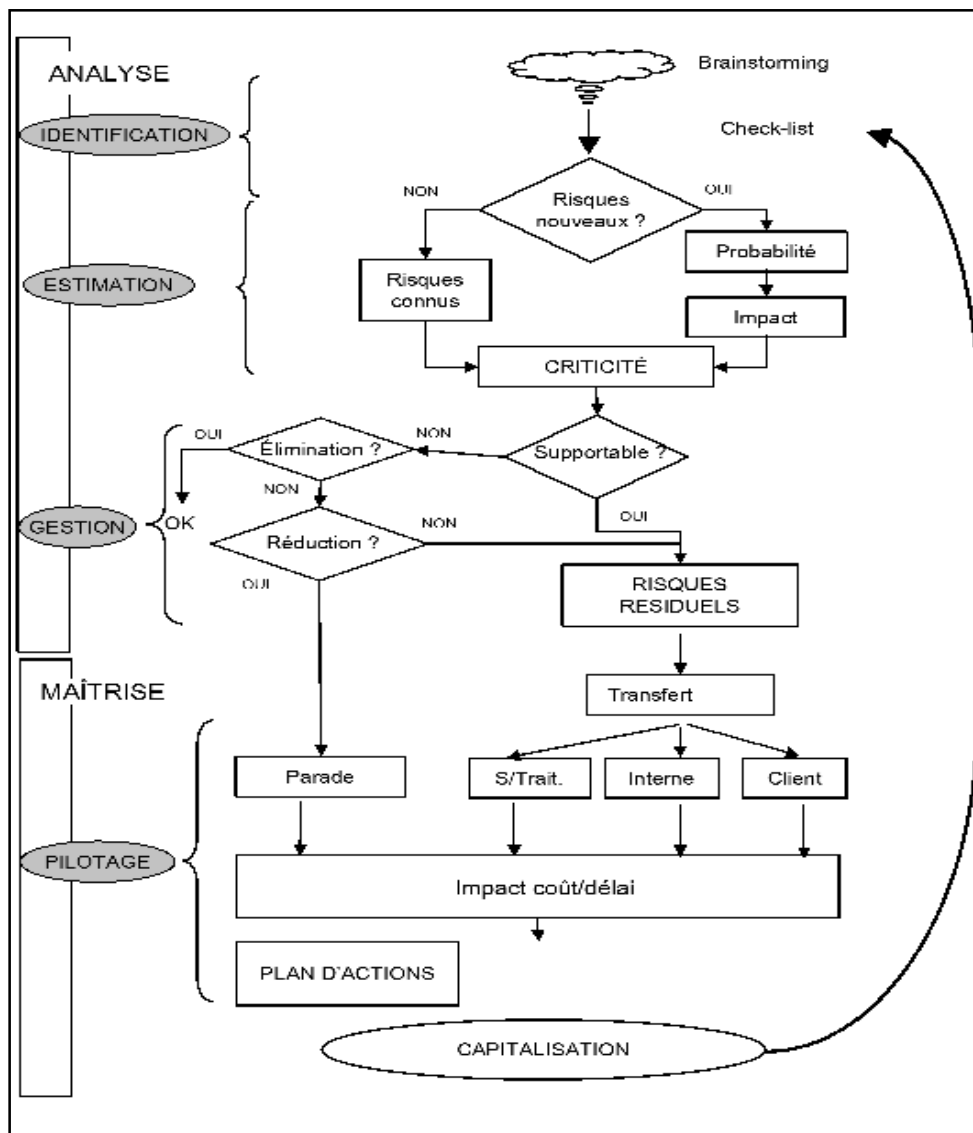 ANALYSE
Brainstorming
IDENTIFICATION
Check-list
NON
OUI
Risques
nouveaux ?
Probabilité
ESTIMATION
Risques
connus
Impact
CRITICITÉ
OUI
Élimination ?
NON
Supportable ?
NON
GESTION
OK
Réduction ?
NON
OUI
OUI
RISQUES
RESIDUELS
MAÎTRISE
Transfert
Parade
S/Trait.
Interne
Client
PILOTAGE
Impact coût/délai
PLAN D'ACTIONS
CAPITALISATION